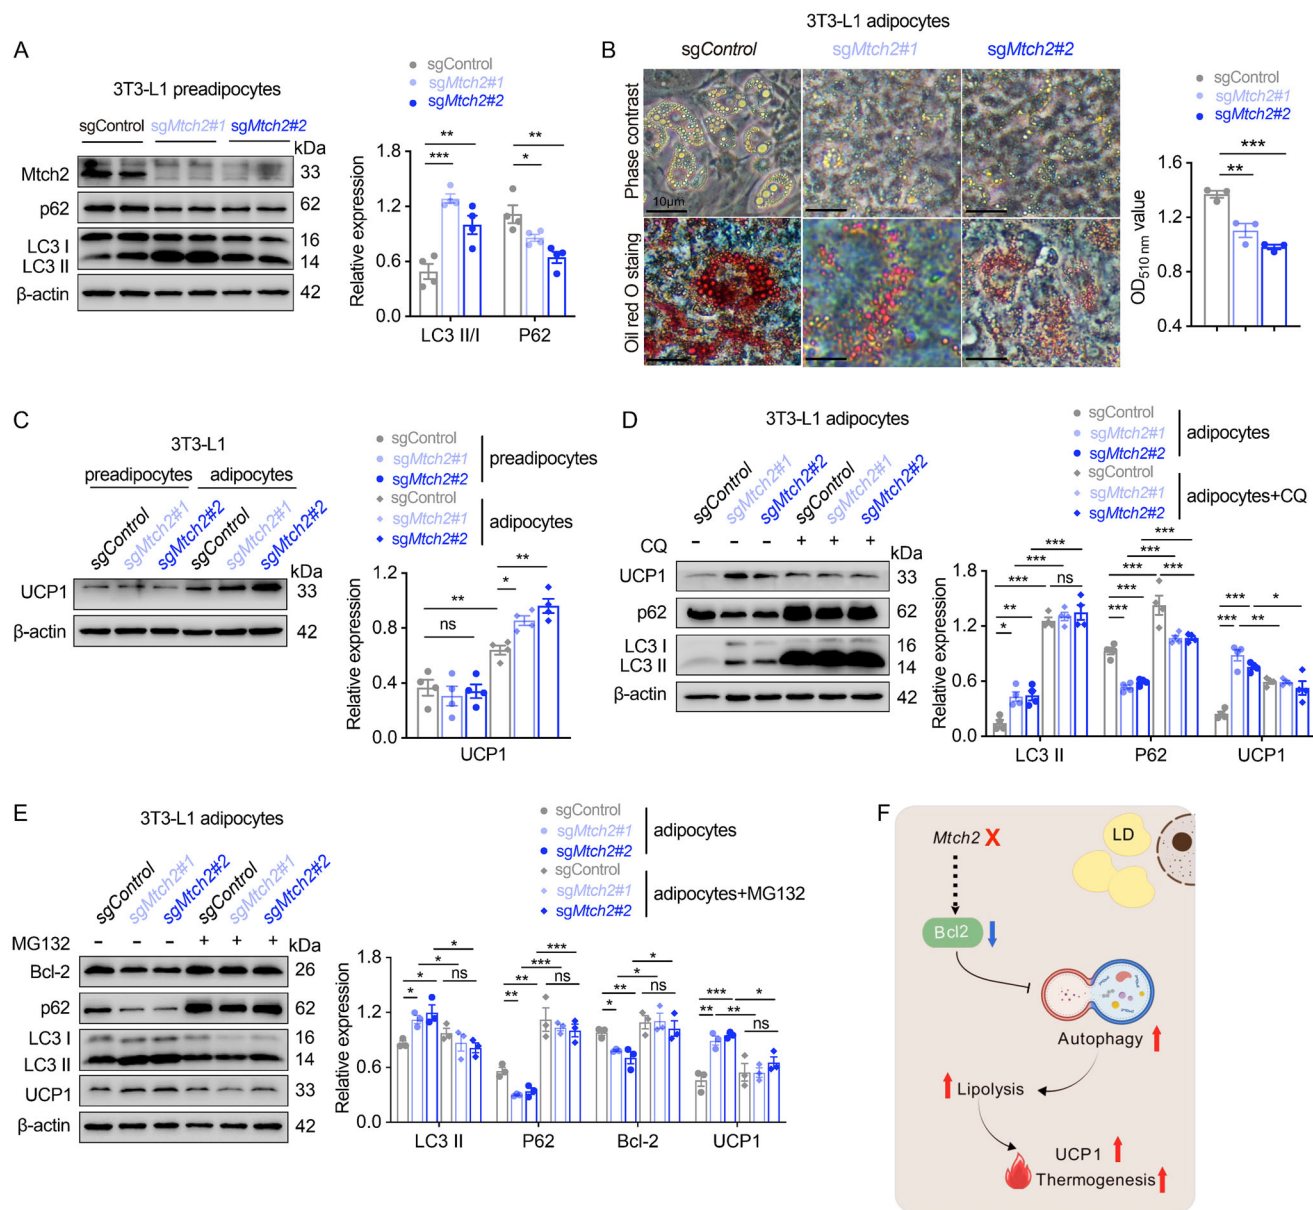 A
3T3-L1 preadipocytes
sgControl sgMtch2#1 sgMtch2#2
kDa
Mtch2 33
p62 62
LC3 I 16
LC3 II 14
β-actin 42
sgControl
sgMtch2#1
sgMtch2#2
Relative expression
1.8
1.2
0.6
0.0
*** ** * **
LC3 II/I P62
B
3T3-L1 adipocytes
sgControl sgMtch2#1 sgMtch2#2
Phase contrast
10μm
Oil red O staing
sgControl
sgMtch2#1
sgMtch2#2
OD510 nm value
1.6
1.2
0.8
0.4
***
**
C
3T3-L1
preadipocytes adipocytes
sgControl sgMtch2#1 sgMtch2#2 sgControl sgMtch2#1 sgMtch2#2
kDa
UCP1 33
β-actin 42
sgControl
sgMtch2#1 preadipocytes
sgMtch2#2
sgControl
sgMtch2#1 adipocytes
sgMtch2#2
Relative expression
1.2
0.8
0.4
0.0
** ns ** *
UCP1
D
3T3-L1 adipocytes
sgControl sgMtch2#1 sgMtch2#2 sgControl sgMtch2#1 sgMtch2#2
CQ − − − + + + kDa
UCP1 33
p62 62
LC3 I 16
LC3 II 14
β-actin 42
sgControl
sgMtch2#1 adipocytes
sgMtch2#2
sgControl
sgMtch2#1 adipocytes+CQ
sgMtch2#2
Relative expression
1.8
1.2
0.6
0.0
*** *** *** ns ** *
*** *** *** *** ***
*** * ** ***
LC3 II P62 UCP1
E
3T3-L1 adipocytes
sgControl sgMtch2#1 sgMtch2#2 sgControl sgMtch2#1 sgMtch2#2
MG132 − − − + + + kDa
Bcl-2 26
p62 62
LC3 I 16
LC3 II 14
UCP1 33
β-actin 42
sgControl
sgMtch2#1 adipocytes
sgMtch2#2
sgControl
sgMtch2#1 adipocytes+MG132
sgMtch2#2
Relative expression
1.8
1.2
0.6
0.0
* * ns * *
*** *** ns ** **
* * ns ** *
*** * ** ** ns
LC3 II P62 Bcl-2 UCP1
F
Mtch2 X
LD
Bcl2
Autophagy
Lipolysis
UCP1
Thermogenesis